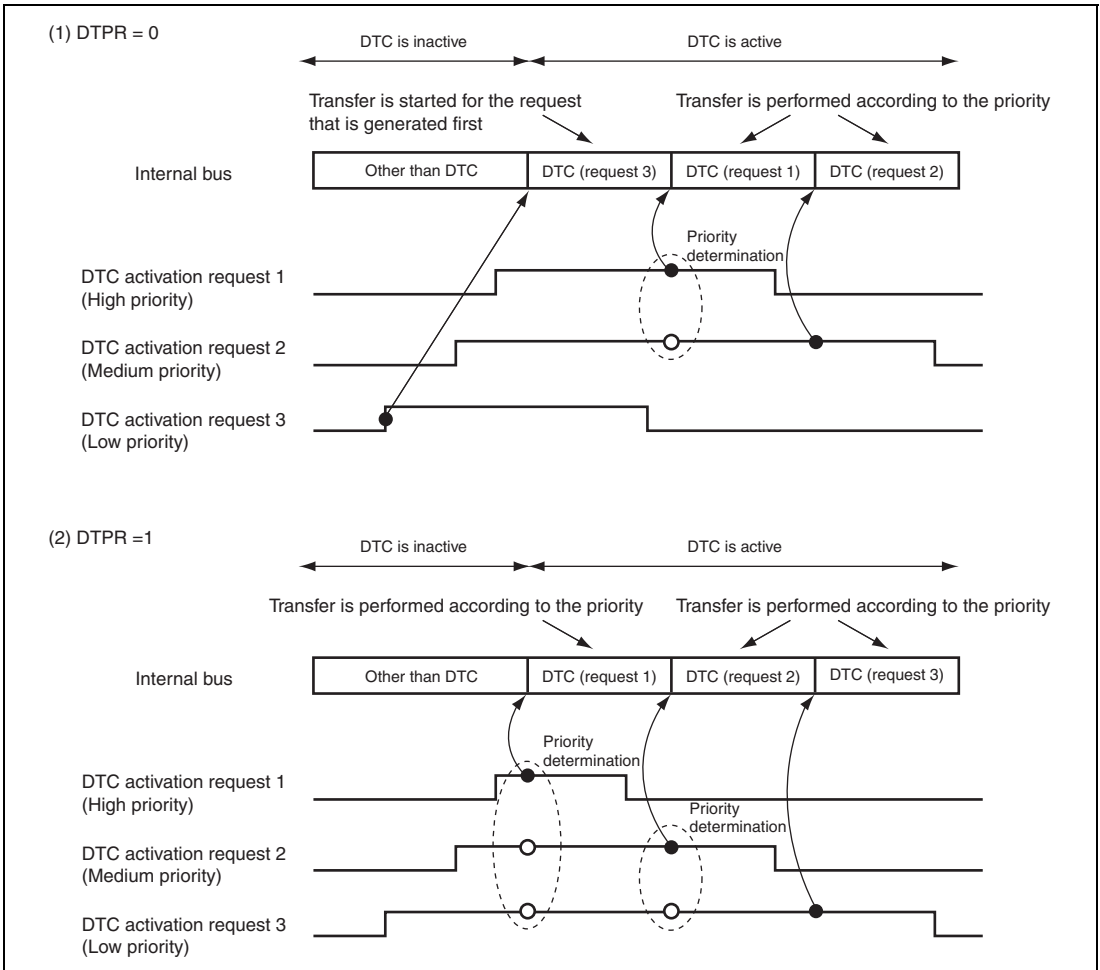 (1) DTPR = 0
DTC is inactive
DTC is active
Transfer is started for the request
that is generated first
Transfer is performed according to the priority
Internal bus
Other than DTC
DTC (request 3)
DTC (request 1)
DTC (request 2)
Priority
determination
DTC activation request 1
(High priority)
DTC activation request 2
(Medium priority)
DTC activation request 3
(Low priority)
(2) DTPR =1
DTC is inactive
DTC is active
Transfer is performed according to the priority
Transfer is performed according to the priority
Internal bus
Other than DTC
DTC (request 1)
DTC (request 2)
DTC (request 3)
Priority
determination
DTC activation request 1
(High priority)
Priority
determination
DTC activation request 2
(Medium priority)
DTC activation request 3
(Low priority)